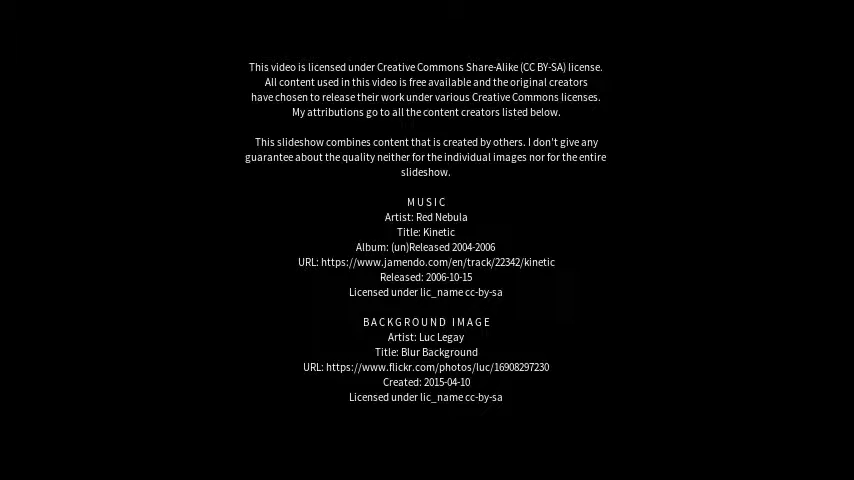 This video is licensed under Creative Commons Share-Alike (CC BY-SA) license.
All content used in this video is free available and the original creators
have chosen to release their work under various Creative Commons licenses.
My attributions go to all the content creators listed below.
This slideshow combines content that is created by others. I don't give any
guarantee about the quality neither for the individual images nor for the entire
slideshow.
MUSIC
Artist: Red Nebula
Title: Kinetic
Album: (un)Released 2004-2006
URL: https://www.jamendo.com/en/track/22342/kinetic
Released: 2006-10-15
Licensed under lic_name cc-by-sa
BACKGROUND IMAGE
Artist: Luc Legay
Title: Blur Background
URL: https://www.flickr.com/photos/luc/16908297230
Created: 2015-04-10
Licensed under lic_name cc-by-sa